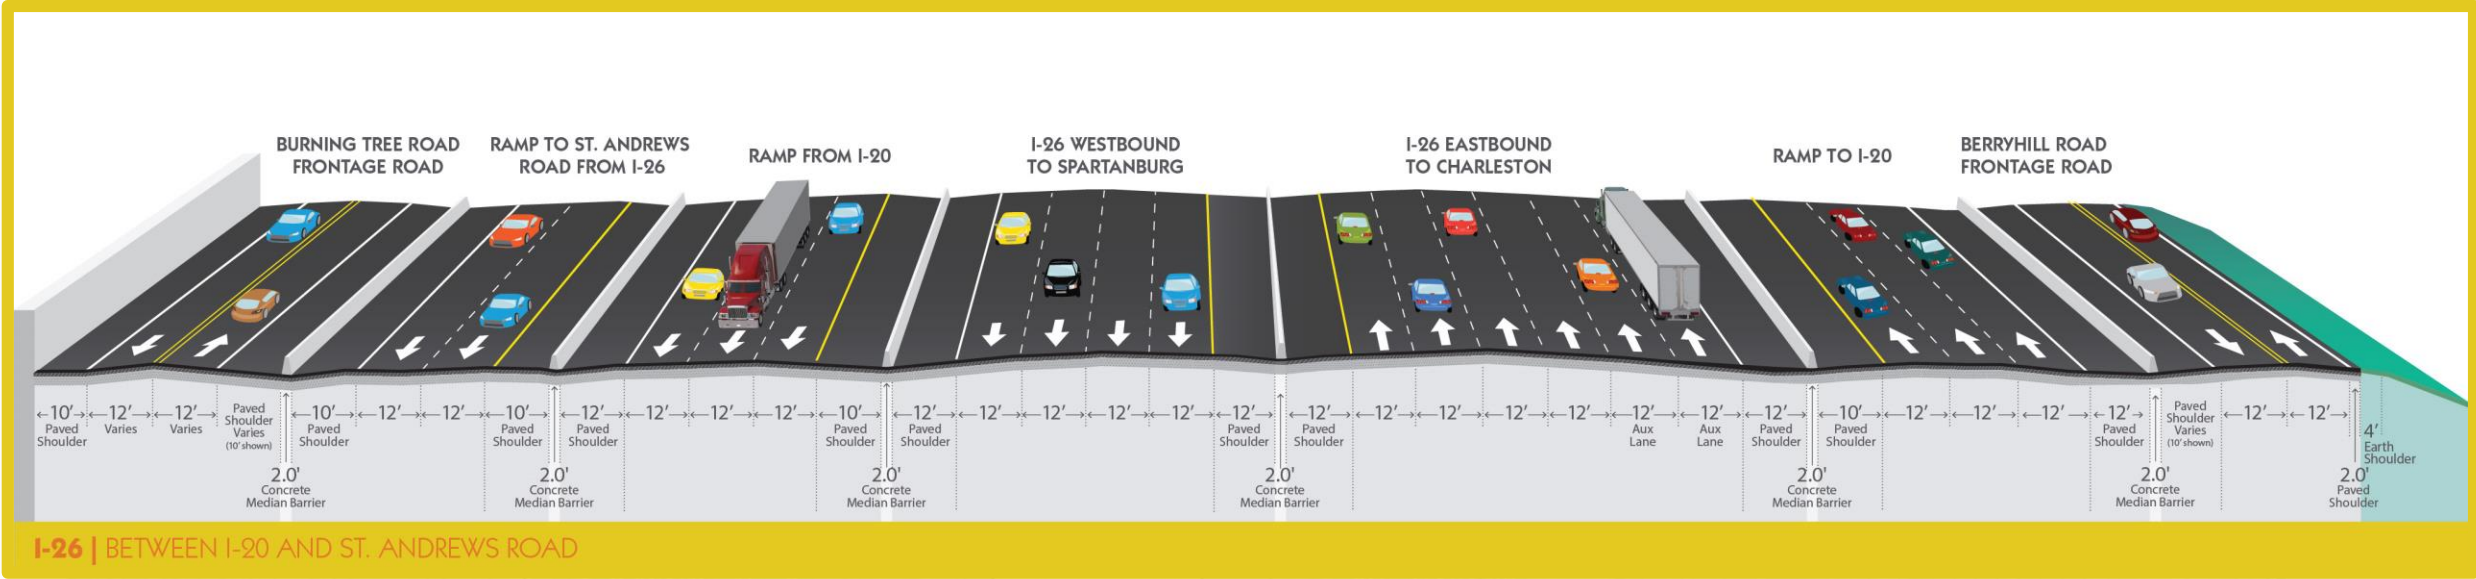 BURNING TREE ROAD
FRONTAGE ROAD
RAMP TO ST. ANDREWS
ROAD FROM I-26
RAMP FROM I-20
I-26 WESTBOUND
TO SPARTANBURG
I-26 EASTBOUND
TO CHARLESTON
RAMP TO I-20
BERRYHILL ROAD
FRONTAGE ROAD
10'
Paved
Shoulder
12'
Varies
12'
Varies
Paved
Shoulder
Varies
(10' shown)
2.0'
Concrete
Median Barrier
10'
Paved
Shoulder
12'
12'
10'
Paved
Shoulder
2.0'
Concrete
Median Barrier
12'
Paved
Shoulder
12'
12'
12'
10'
Paved
Shoulder
2.0'
Concrete
Median Barrier
12'
Paved
Shoulder
12'
12'
12'
12'
12'
Paved
Shoulder
2.0'
Concrete
Median Barrier
12'
Paved
Shoulder
12'
12'
12'
12'
12'
Aux
Lane
12'
Aux
Lane
12'
Paved
Shoulder
2.0'
Concrete
Median Barrier
10'
Paved
Shoulder
12'
12'
12'
12'
Paved
Shoulder
2.0'
Concrete
Median Barrier
Paved
Shoulder
Varies
(10' shown)
12'
12'
2.0'
Paved
Shoulder
4'
Earth
Shoulder
I-26 | BETWEEN I-20 AND ST. ANDREWS ROAD